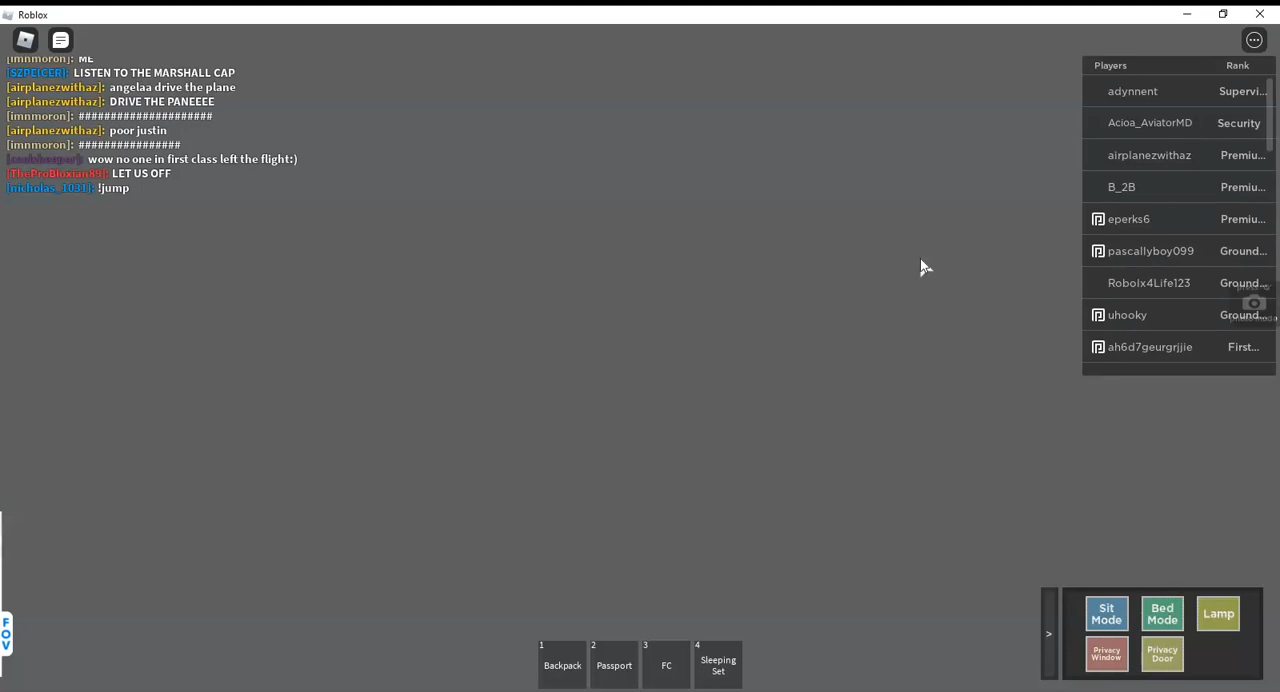 Roblox
[imnmoron]: ME
[SZPEICER]: LISTEN TO THE MARSHALL CAP
[airplanezwithaz]: angelaa drive the plane
[airplanezwithaz]: DRIVE THE PANEEEE
[imnmoron]: #####################
[airplanezwithaz]: poor justin
[imnmoron]: ################
wow no one in first class left the flight:)
[TheProBloxian89]: LET US OFF
[nicholas_1031]: !jump
Players Rank
adynnent Supervi...
Acioa_AviatorMD Security
airplanezwithaz Premiu...
B_2B Premiu...
eperks6 Premiu...
pascallyboy099 Ground...
Robolx4Life123 Ground...
uhooky Ground...
ah6d7geurgrjjie First...
FOV
1 Backpack
2 Passport
3 FC
4 Sleeping Set
>
Sit Mode
Bed Mode
Lamp
Privacy Window
Privacy Door